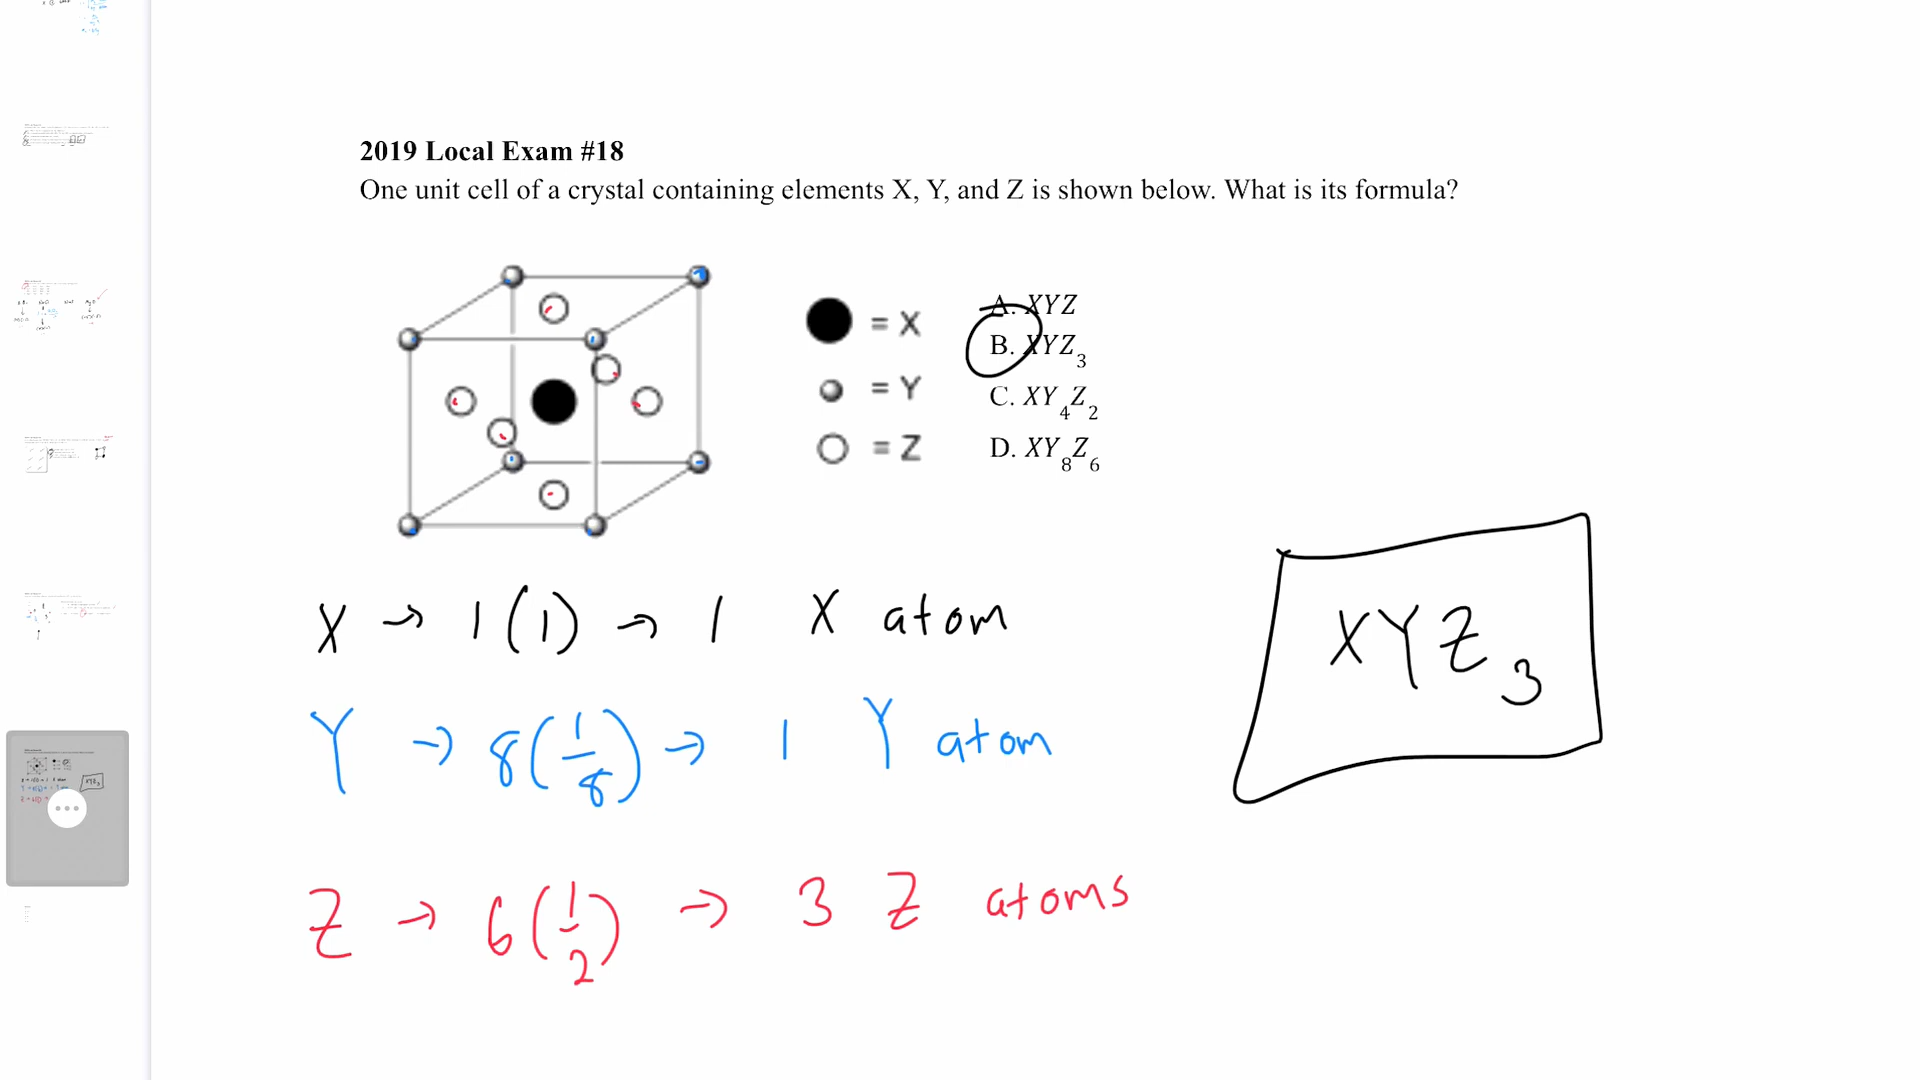 2019 Local Exam #18
One unit cell of a crystal containing elements X, Y, and Z is shown below. What is its formula?
= X
= Y
= Z
A. XYZ
B. XYZ3
C. XY4Z2
D. XY8Z6
X → 1(1) → 1 X atom
Y → 8(1/8) → 1 Y atom
Z → 6(1/2) → 3 Z atoms
XYZ3